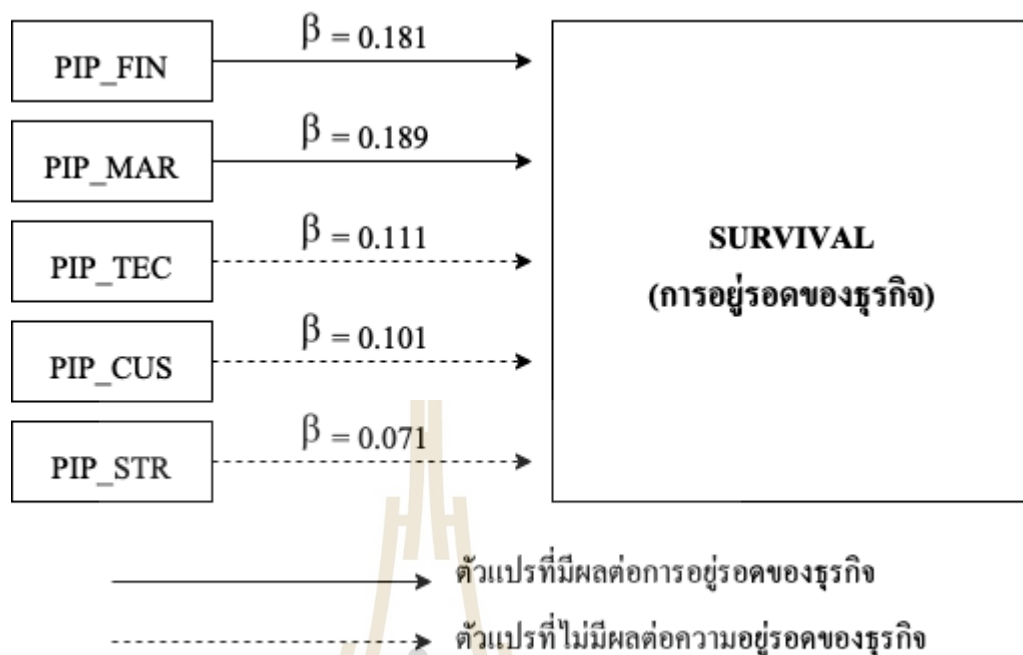 β = 0.181
PIP_FIN
β = 0.189
PIP_MAR
β = 0.111
PIP_TEC
β = 0.101
PIP_CUS
β = 0.071
PIP_STR
SURVIVAL
(การอยู่รอดของธุรกิจ)
ตัวแปรที่มีผลต่อการอยู่รอดของธุรกิจ
ตัวแปรที่ไม่มีผลต่อความอยู่รอดของธุรกิจ